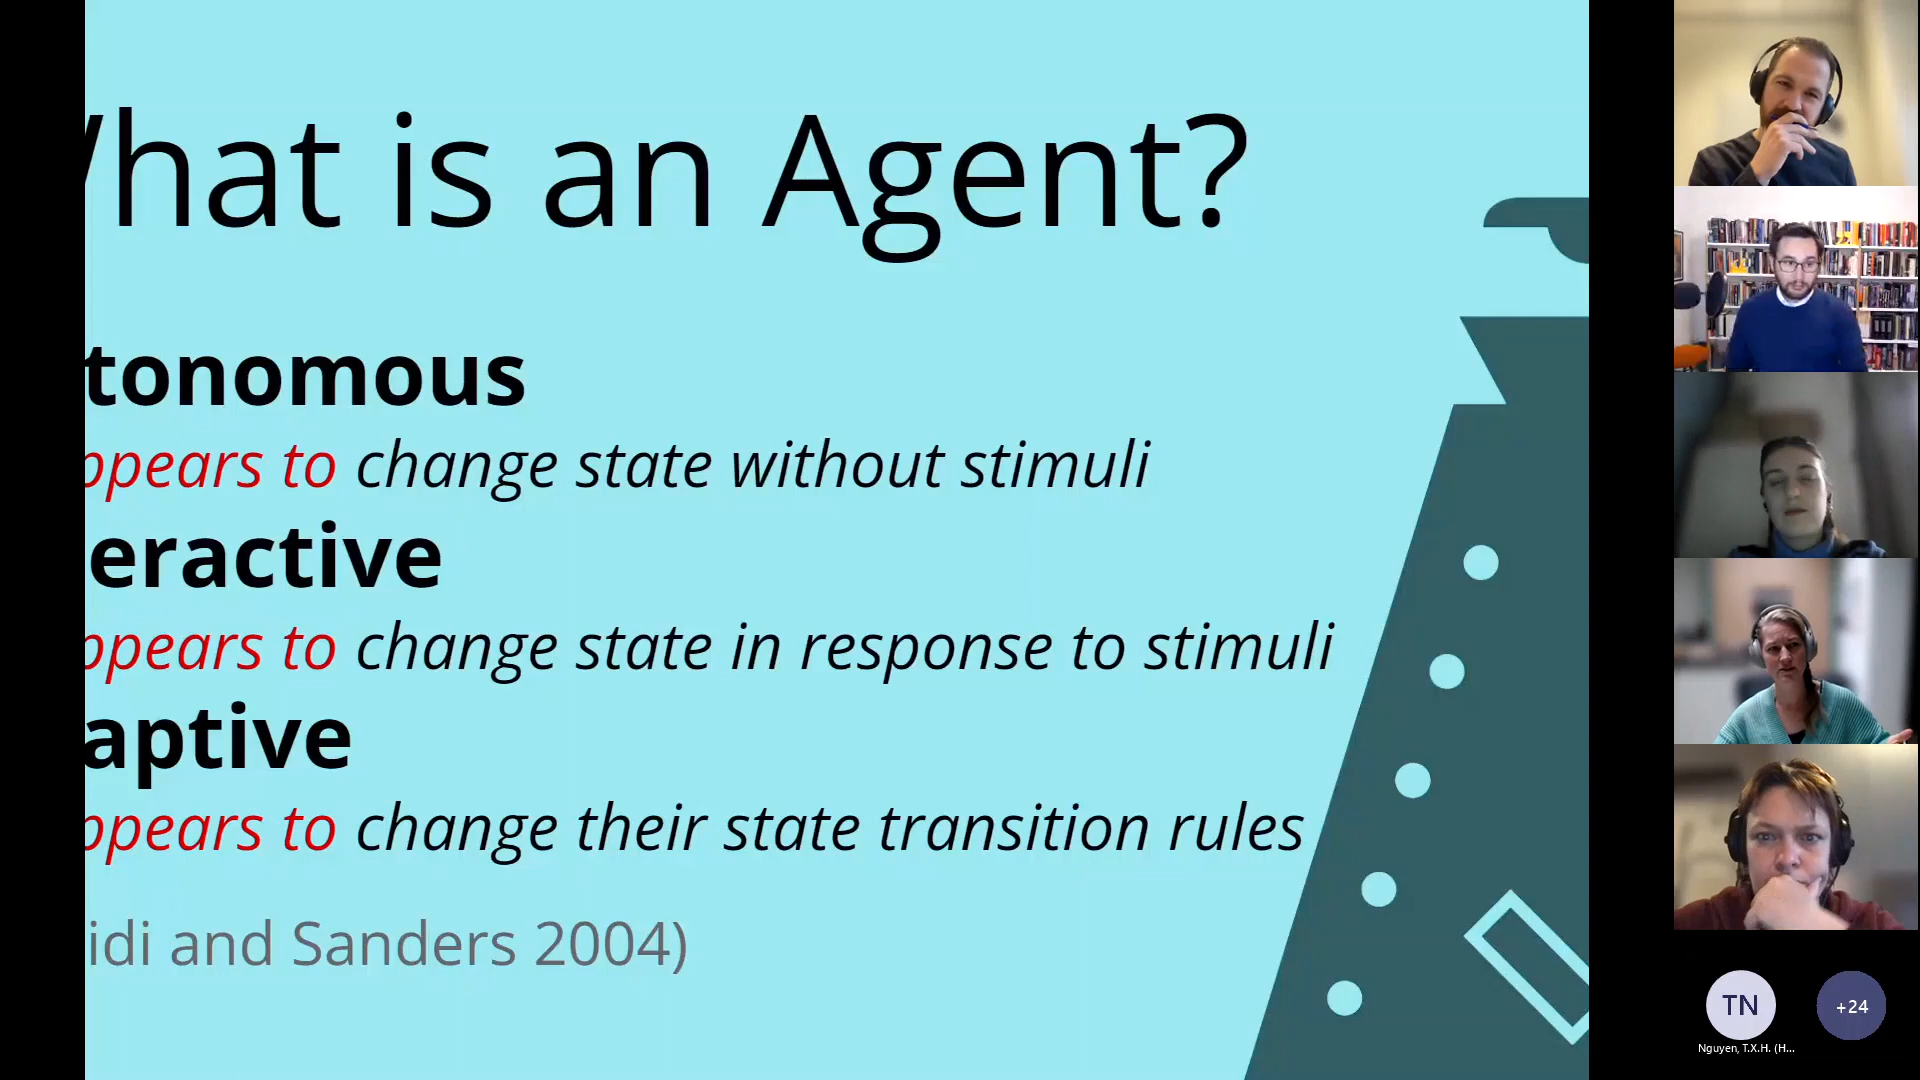 hat is an Agent?
tonomous
ppears to change state without stimuli
eractive
ppears to change state in response to stimuli
aptive
ppears to change their state transition rules
idi and Sanders 2004)
TN
+24
Nguyen, T.X.H. (H...